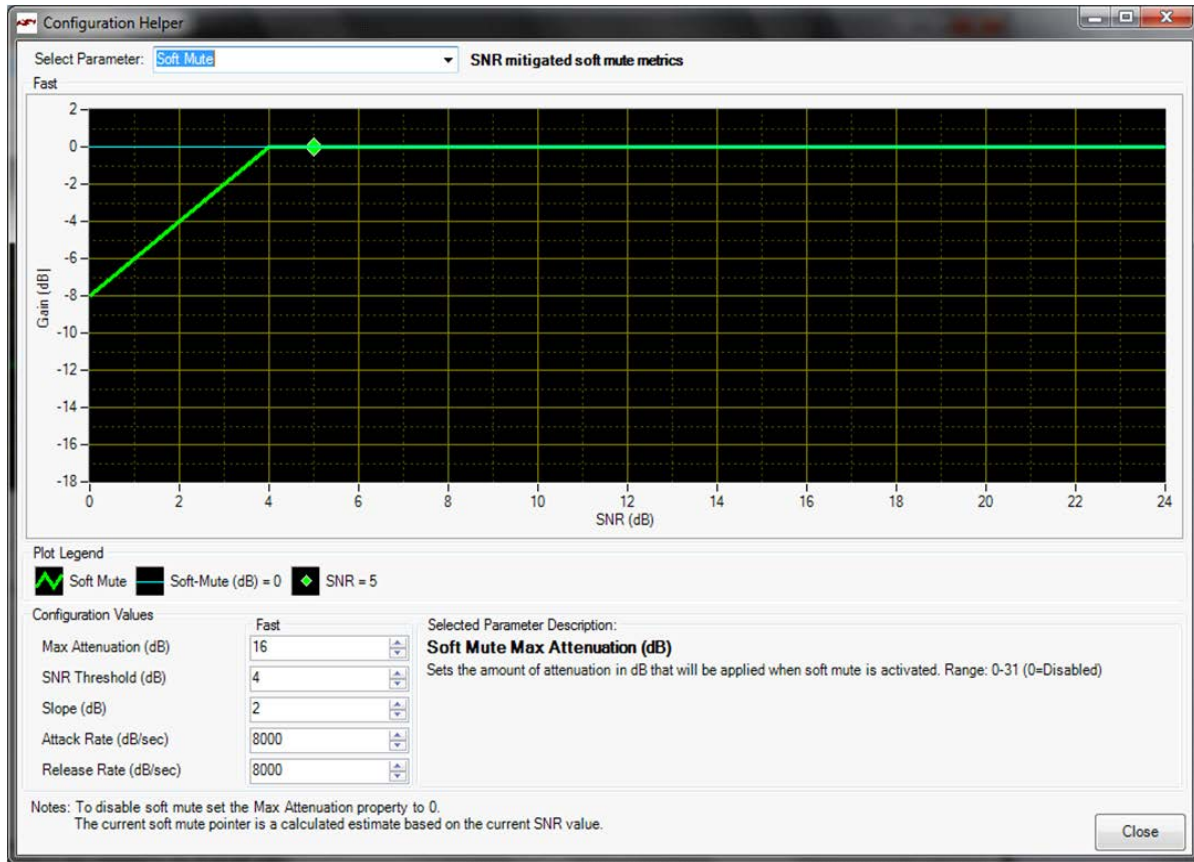 Configuration Helper
Select Parameter: Soft Mute SNR mitigated soft mute metrics
Fast
2
0
-2
-4
-6
-8
-10
-12
-14
-16
-18
Gain (dB)
0 2 4 6 8 10 12 14 16 18 20 22 24
SNR (dB)
Plot Legend
Soft Mute Soft-Mute (dB) = 0 SNR = 5
Configuration Values
Fast
Max Attenuation (dB) 16
SNR Threshold (dB) 4
Slope (dB) 2
Attack Rate (dB/sec) 8000
Release Rate (dB/sec) 8000
Selected Parameter Description:
Soft Mute Max Attenuation (dB)
Sets the amount of attenuation in dB that will be applied when soft mute is activated. Range: 0-31 (0=Disabled)
Notes: To disable soft mute set the Max Attenuation property to 0.
The current soft mute pointer is a calculated estimate based on the current SNR value.
Close